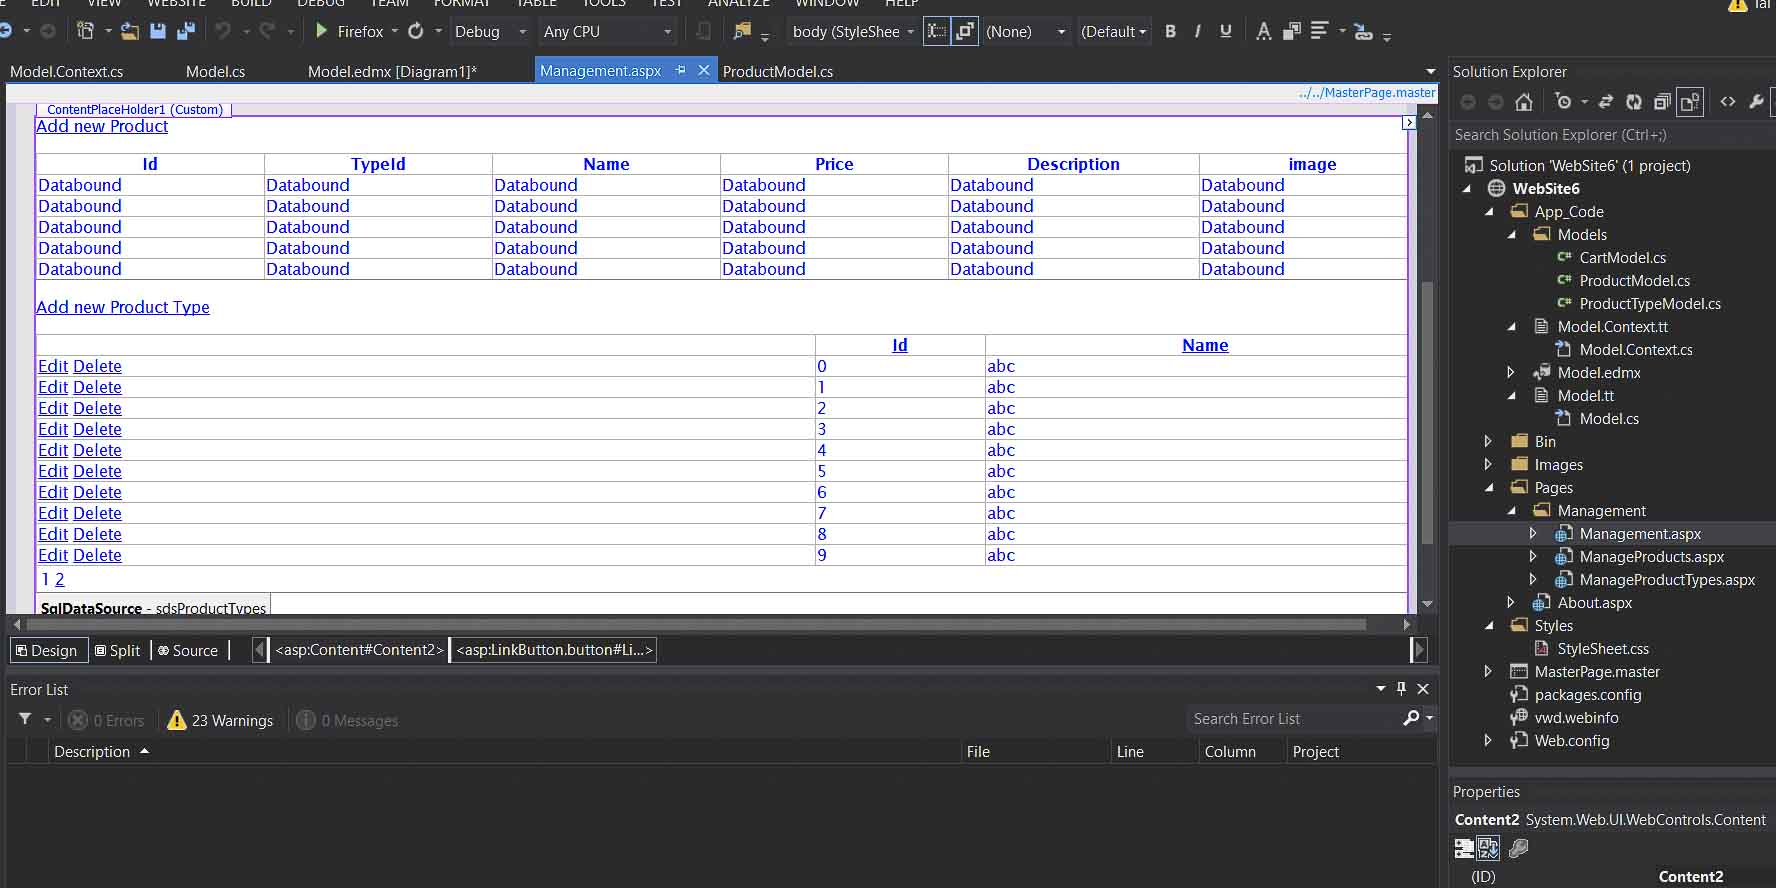 EDIT VIEW WEBSITE BUILD DEBUG TEAM FORMAT TABLE TOOLS TEST ANALYZE WINDOW HELP
Firefox Debug Any CPU body (StyleShee (None) (Default B I U A
Model.Context.cs Model.cs Model.edmx [Diagram1]* Management.aspx ProductModel.cs
../../MasterPage.master
ContentPlaceHolder1 (Custom)
Add new Product
Id TypeId Name Price Description image
Databound Databound Databound Databound Databound Databound
Databound Databound Databound Databound Databound Databound
Databound Databound Databound Databound Databound Databound
Databound Databound Databound Databound Databound Databound
Databound Databound Databound Databound Databound Databound
Add new Product Type
Id Name
Edit Delete 0 abc
Edit Delete 1 abc
Edit Delete 2 abc
Edit Delete 3 abc
Edit Delete 4 abc
Edit Delete 5 abc
Edit Delete 6 abc
Edit Delete 7 abc
Edit Delete 8 abc
Edit Delete 9 abc
1 2
SqlDataSource - sdsProductTypes
Design Split Source <asp:Content#Content2> <asp:LinkButton.button#Li...>
Error List
0 Errors 23 Warnings 0 Messages Search Error List
Description File Line Column Project
Solution Explorer
Search Solution Explorer (Ctrl+;)
Solution 'WebSite6' (1 project)
WebSite6
App_Code
Models
CartModel.cs
ProductModel.cs
ProductTypeModel.cs
Model.Context.tt
Model.Context.cs
Model.edmx
Model.tt
Model.cs
Bin
Images
Pages
Management
Management.aspx
ManageProducts.aspx
ManageProductTypes.aspx
About.aspx
Styles
StyleSheet.css
MasterPage.master
packages.config
vwd.webinfo
Web.config
Properties
Content2 System.Web.UI.WebControls.Content
(ID) Content2